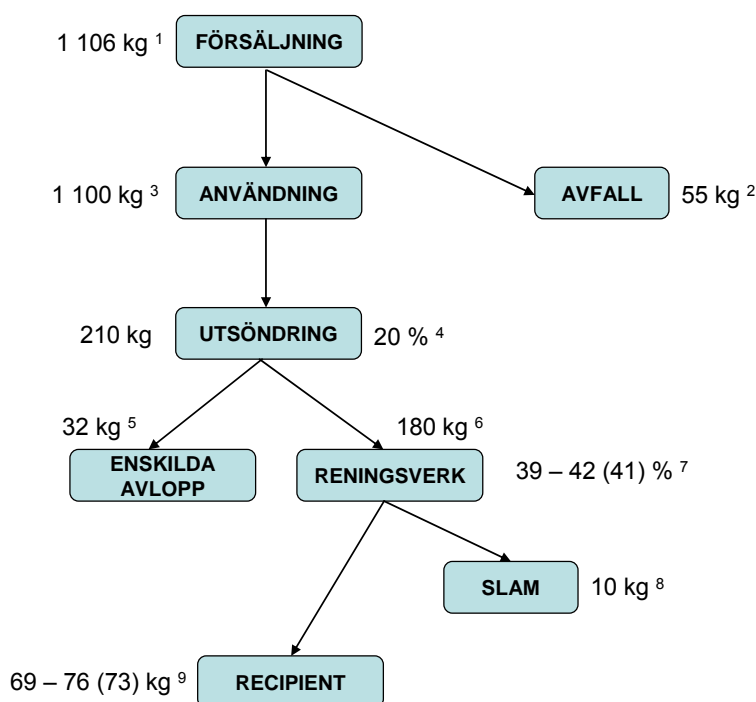 1 106 kg ¹ FÖRSÄLJNING
1 100 kg ³ ANVÄNDNING
AVFALL 55 kg ²
210 kg UTSÖNDRING 20 % ⁴
32 kg ⁵
ENSKILDA
AVLOPP
180 kg ⁶
RENINGSVERK
39 – 42 (41) % ⁷
SLAM 10 kg ⁸
69 – 76 (73) kg ⁹ RECIPIENT